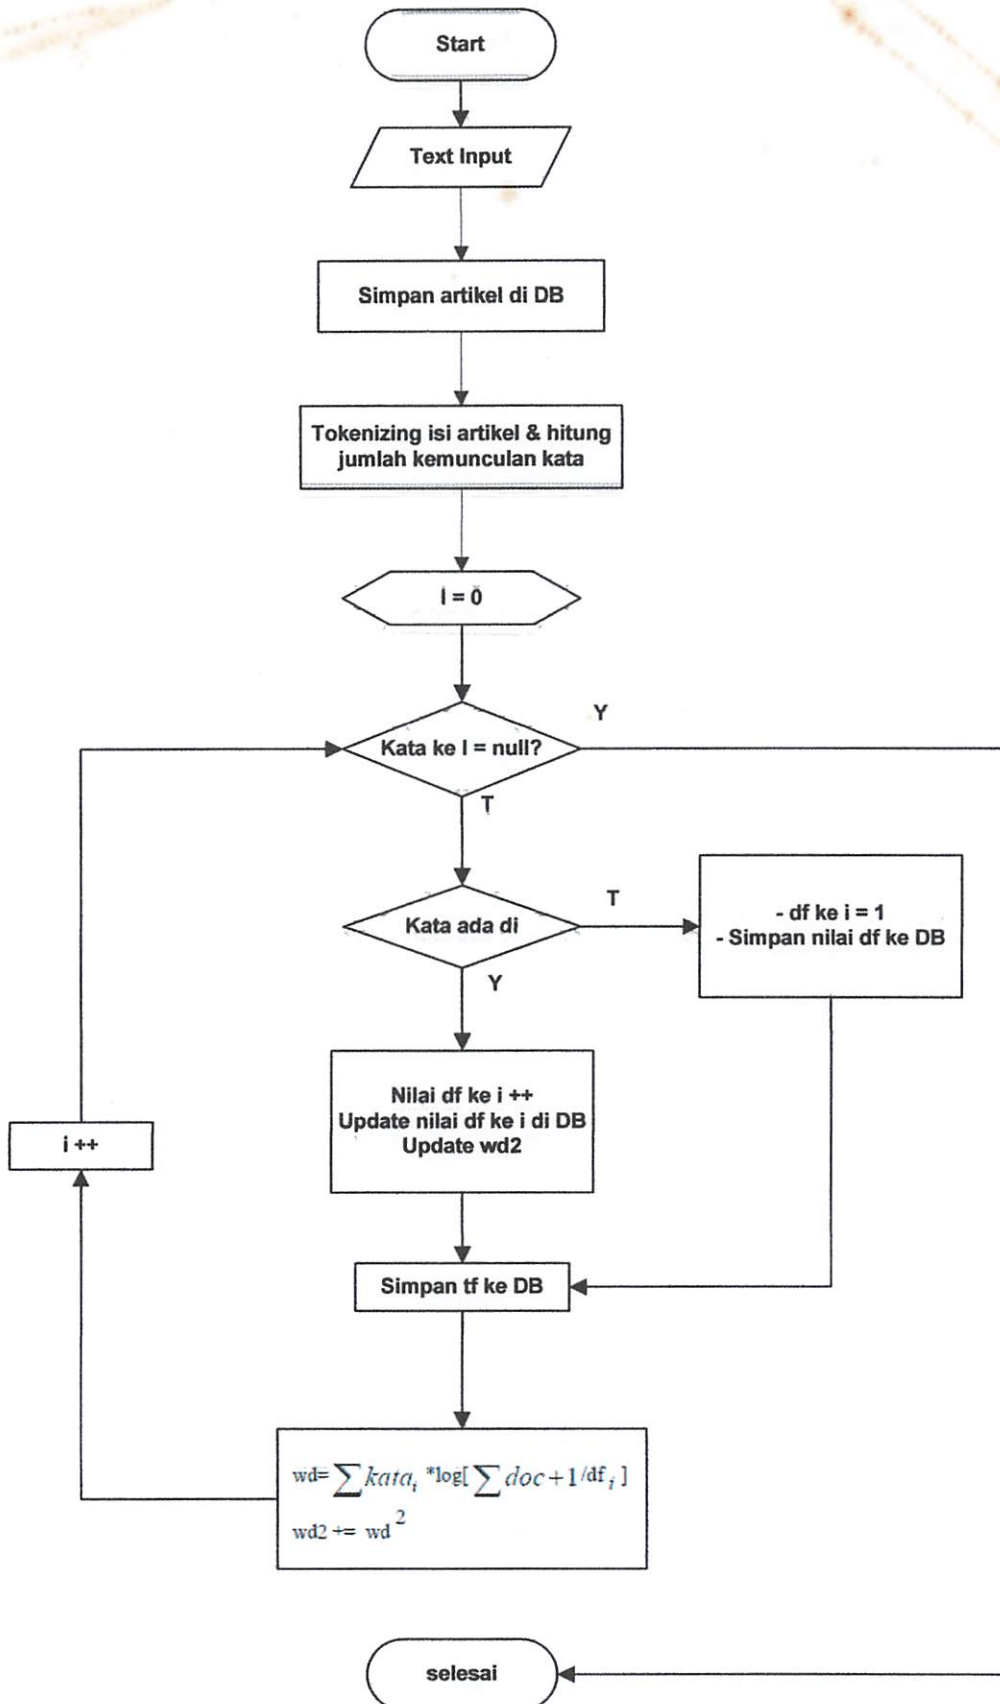 Start
Text Input
Simpan artikel di DB
Tokenizing isi artikel & hitung
jumlah kemunculan kata
I = 0
Y
Kata ke I = null?
T
T
Kata ada di
- df ke i = 1
- Simpan nilai df ke DB
Y
Nilai df ke i ++
Update nilai df ke i di DB
Update wd2
i ++
Simpan tf ke DB
wd= ∑ kataᵢ *log[ ∑ doc+1/dfᵢ ]
wd2 += wd²
selesai